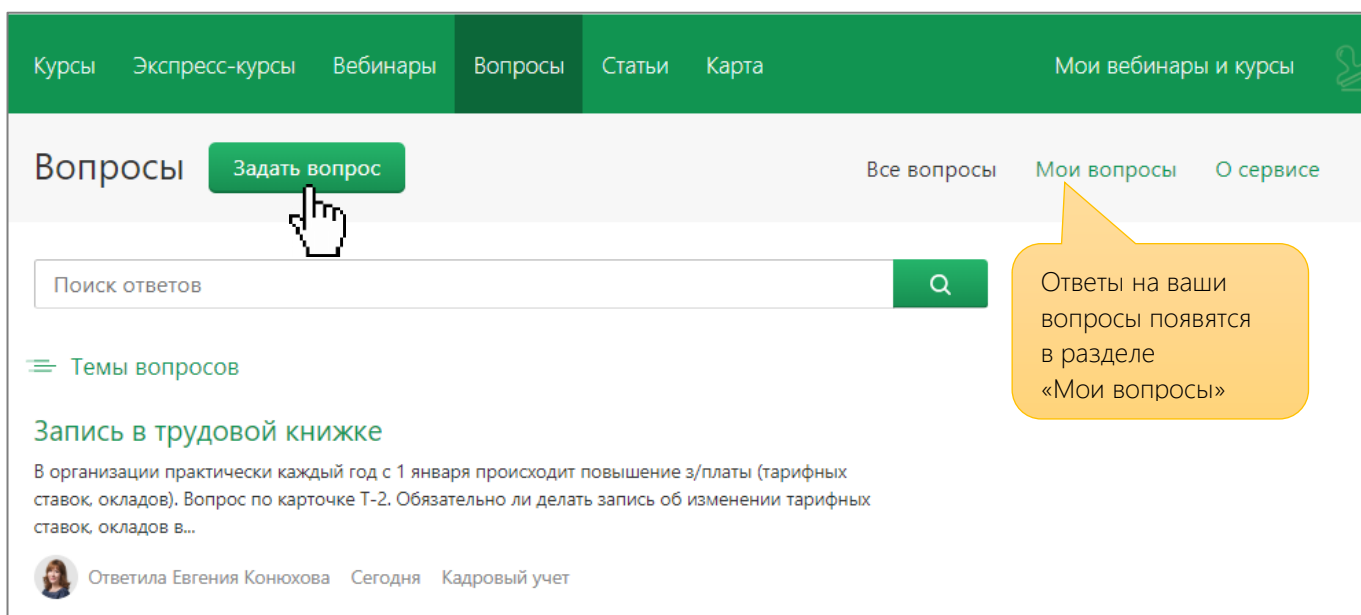 Курсы Экспресс-курсы Вебинары Вопросы Статьи Карта Мои вебинары и курсы
Вопросы Задать вопрос Все вопросы Мои вопросы О сервисе
Поиск ответов
Ответы на ваши
вопросы появятся
в разделе
«Мои вопросы»
Темы вопросов
Запись в трудовой книжке
В организации практически каждый год с 1 января происходит повышение з/платы (тарифных
ставок, окладов). Вопрос по карточке Т-2. Обязательно ли делать запись об изменении тарифных
ставок, окладов в...
Ответила Евгения Конюхова Сегодня Кадровый учет